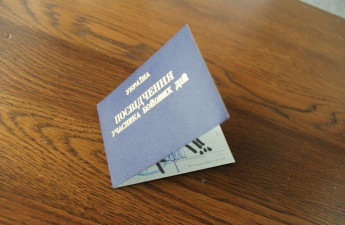 УКРАЇНА
ПОСВІДЧЕННЯ
УЧАСНИКА БОЙОВИХ ДІЙ